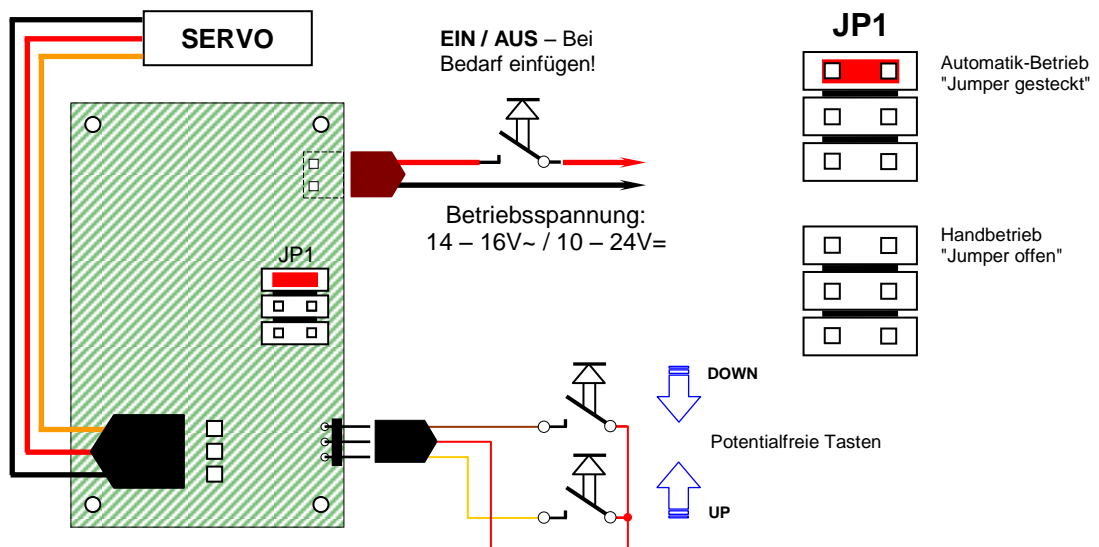 SERVO
EIN / AUS – Bei
Bedarf einfügen!
JP1
Automatik-Betrieb
"Jumper gesteckt"
Betriebsspannung:
14 – 16V~ / 10 – 24V=
Handbetrieb
"Jumper offen"
JP1
DOWN
Potentialfreie Tasten
UP